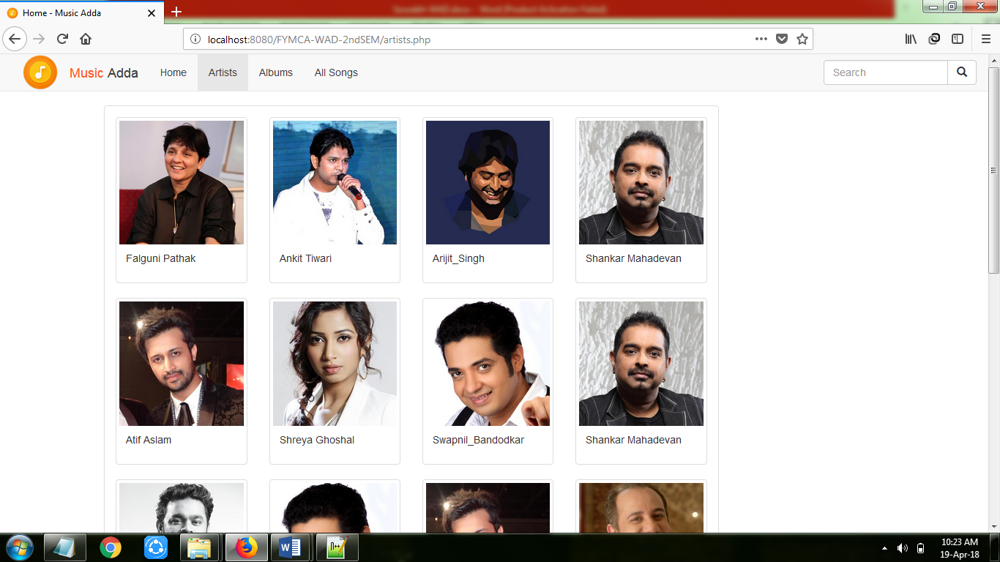 Home - Music Adda
localhost:8080/FYMCA-WAD-2ndSEM/artists.php
Music Adda
Home
Artists
Albums
All Songs
Search
Falguni Pathak
Ankit Tiwari
Arijit_Singh
Shankar Mahadevan
Atif Aslam
Shreya Ghoshal
Swapnil_Bandodkar
Shankar Mahadevan
10:23 AM
19-Apr-18